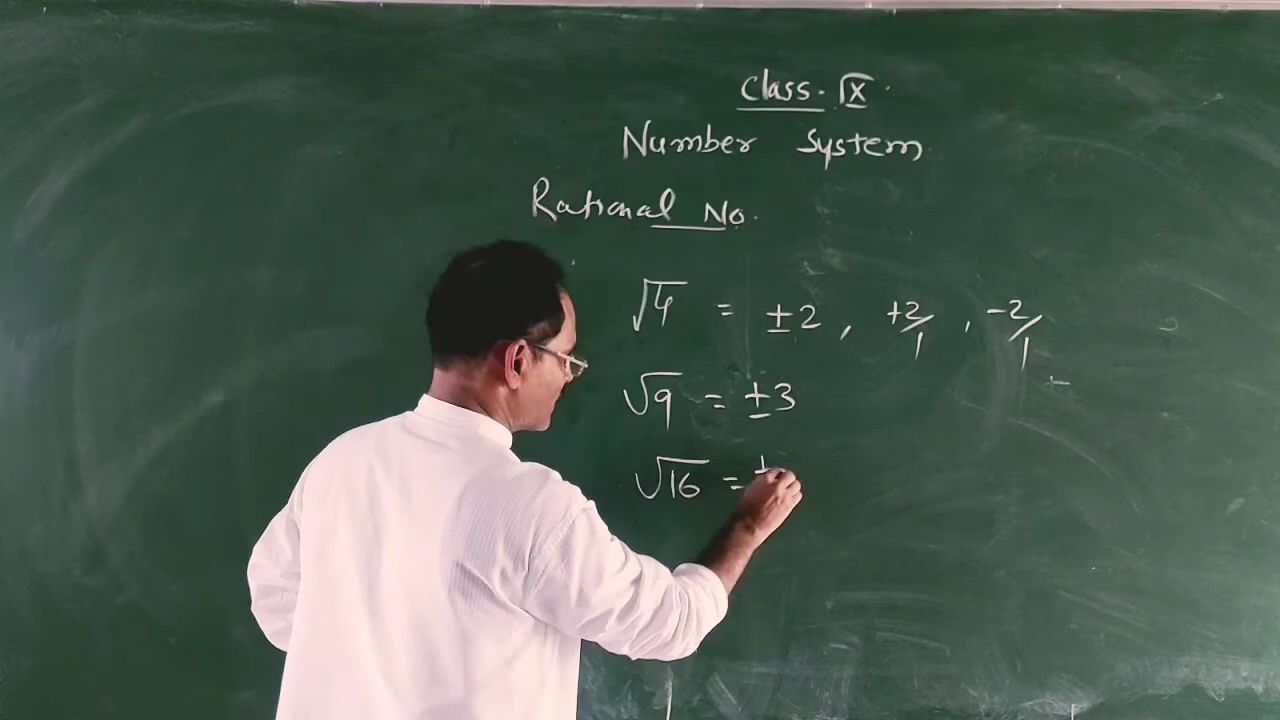 Class. IX.
Number System
Rational No.
√4 = ±2, +2/1, -2/1
√9 = ±3
√16 = ±